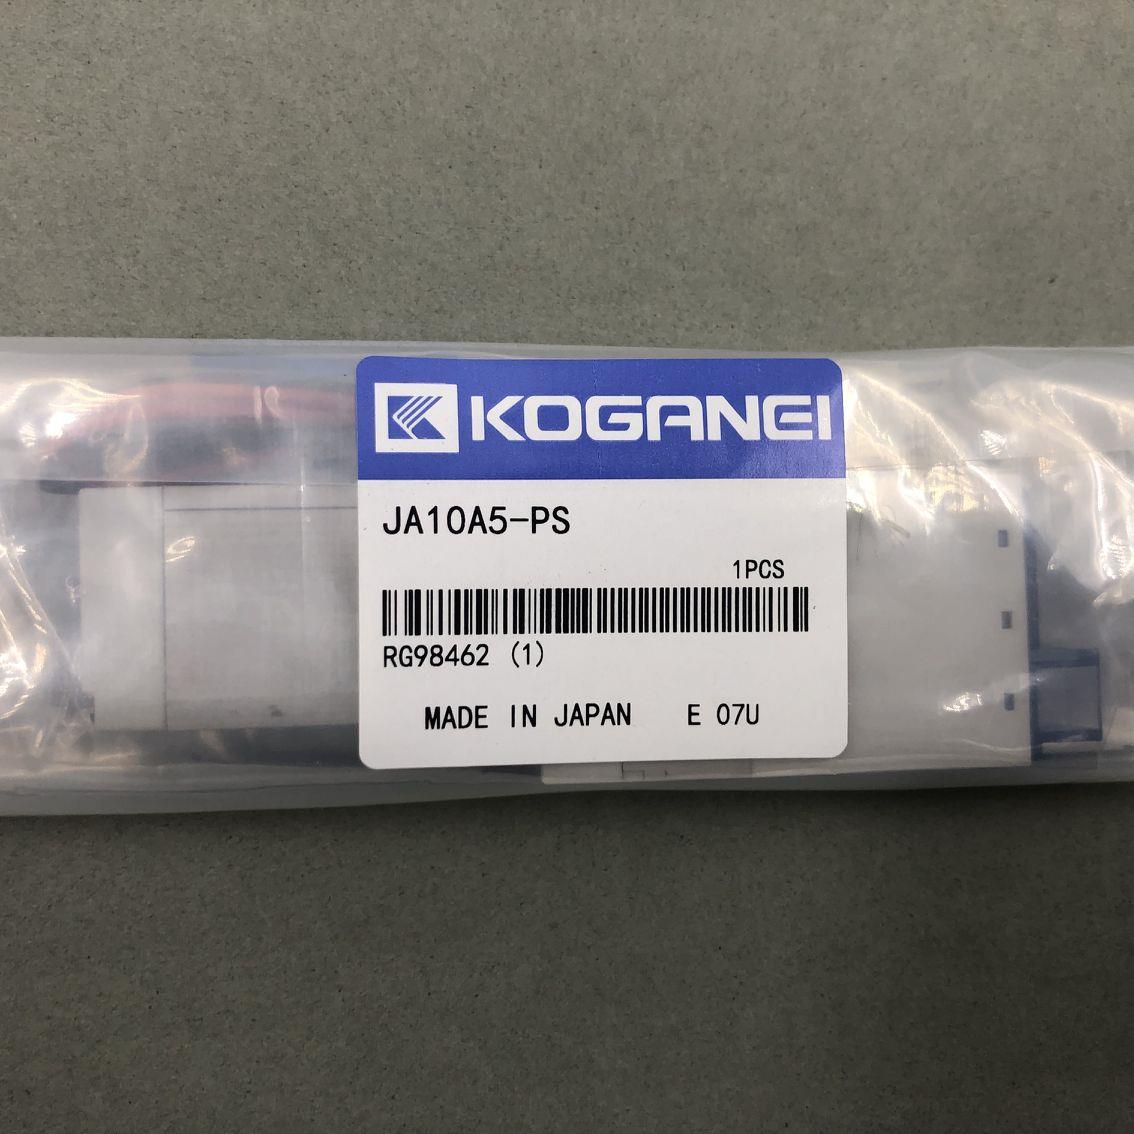 KOGANEI
JA10A5-PS
1PCS
RG98462 (1)
MADE IN JAPAN E 07U